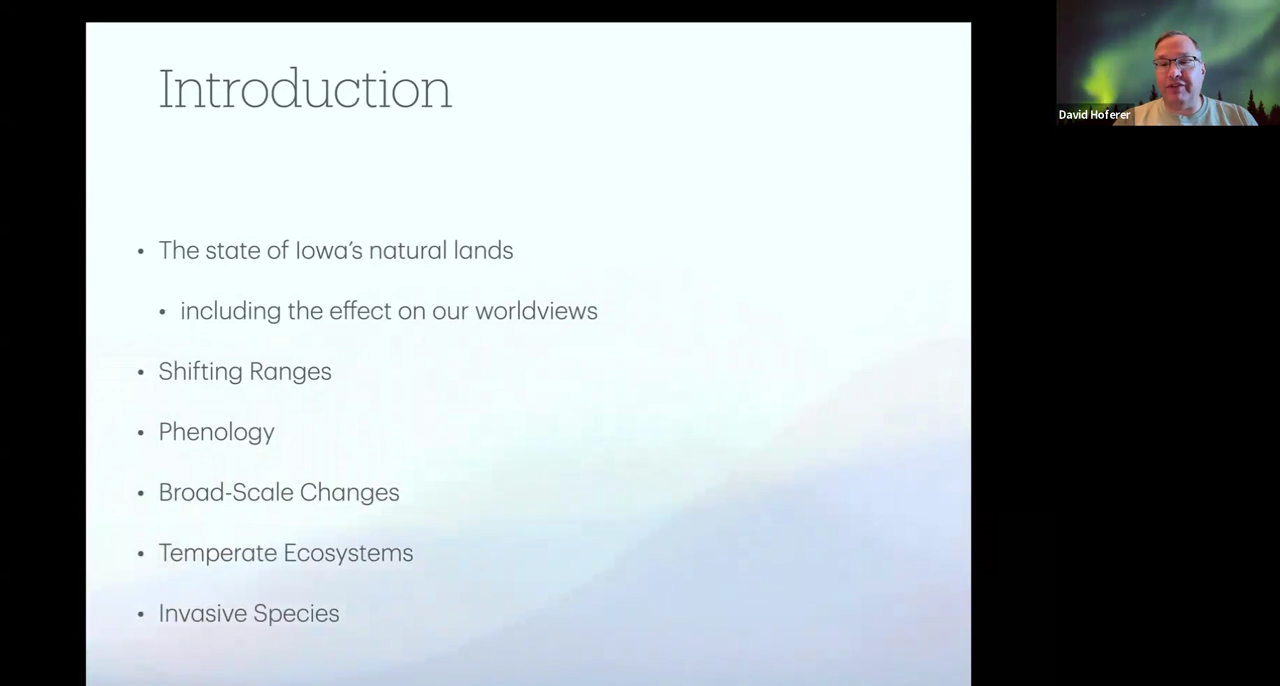 Introduction
• The state of Iowa’s natural lands
• including the effect on our worldviews
• Shifting Ranges
• Phenology
• Broad-Scale Changes
• Temperate Ecosystems
• Invasive Species
David Hoferer